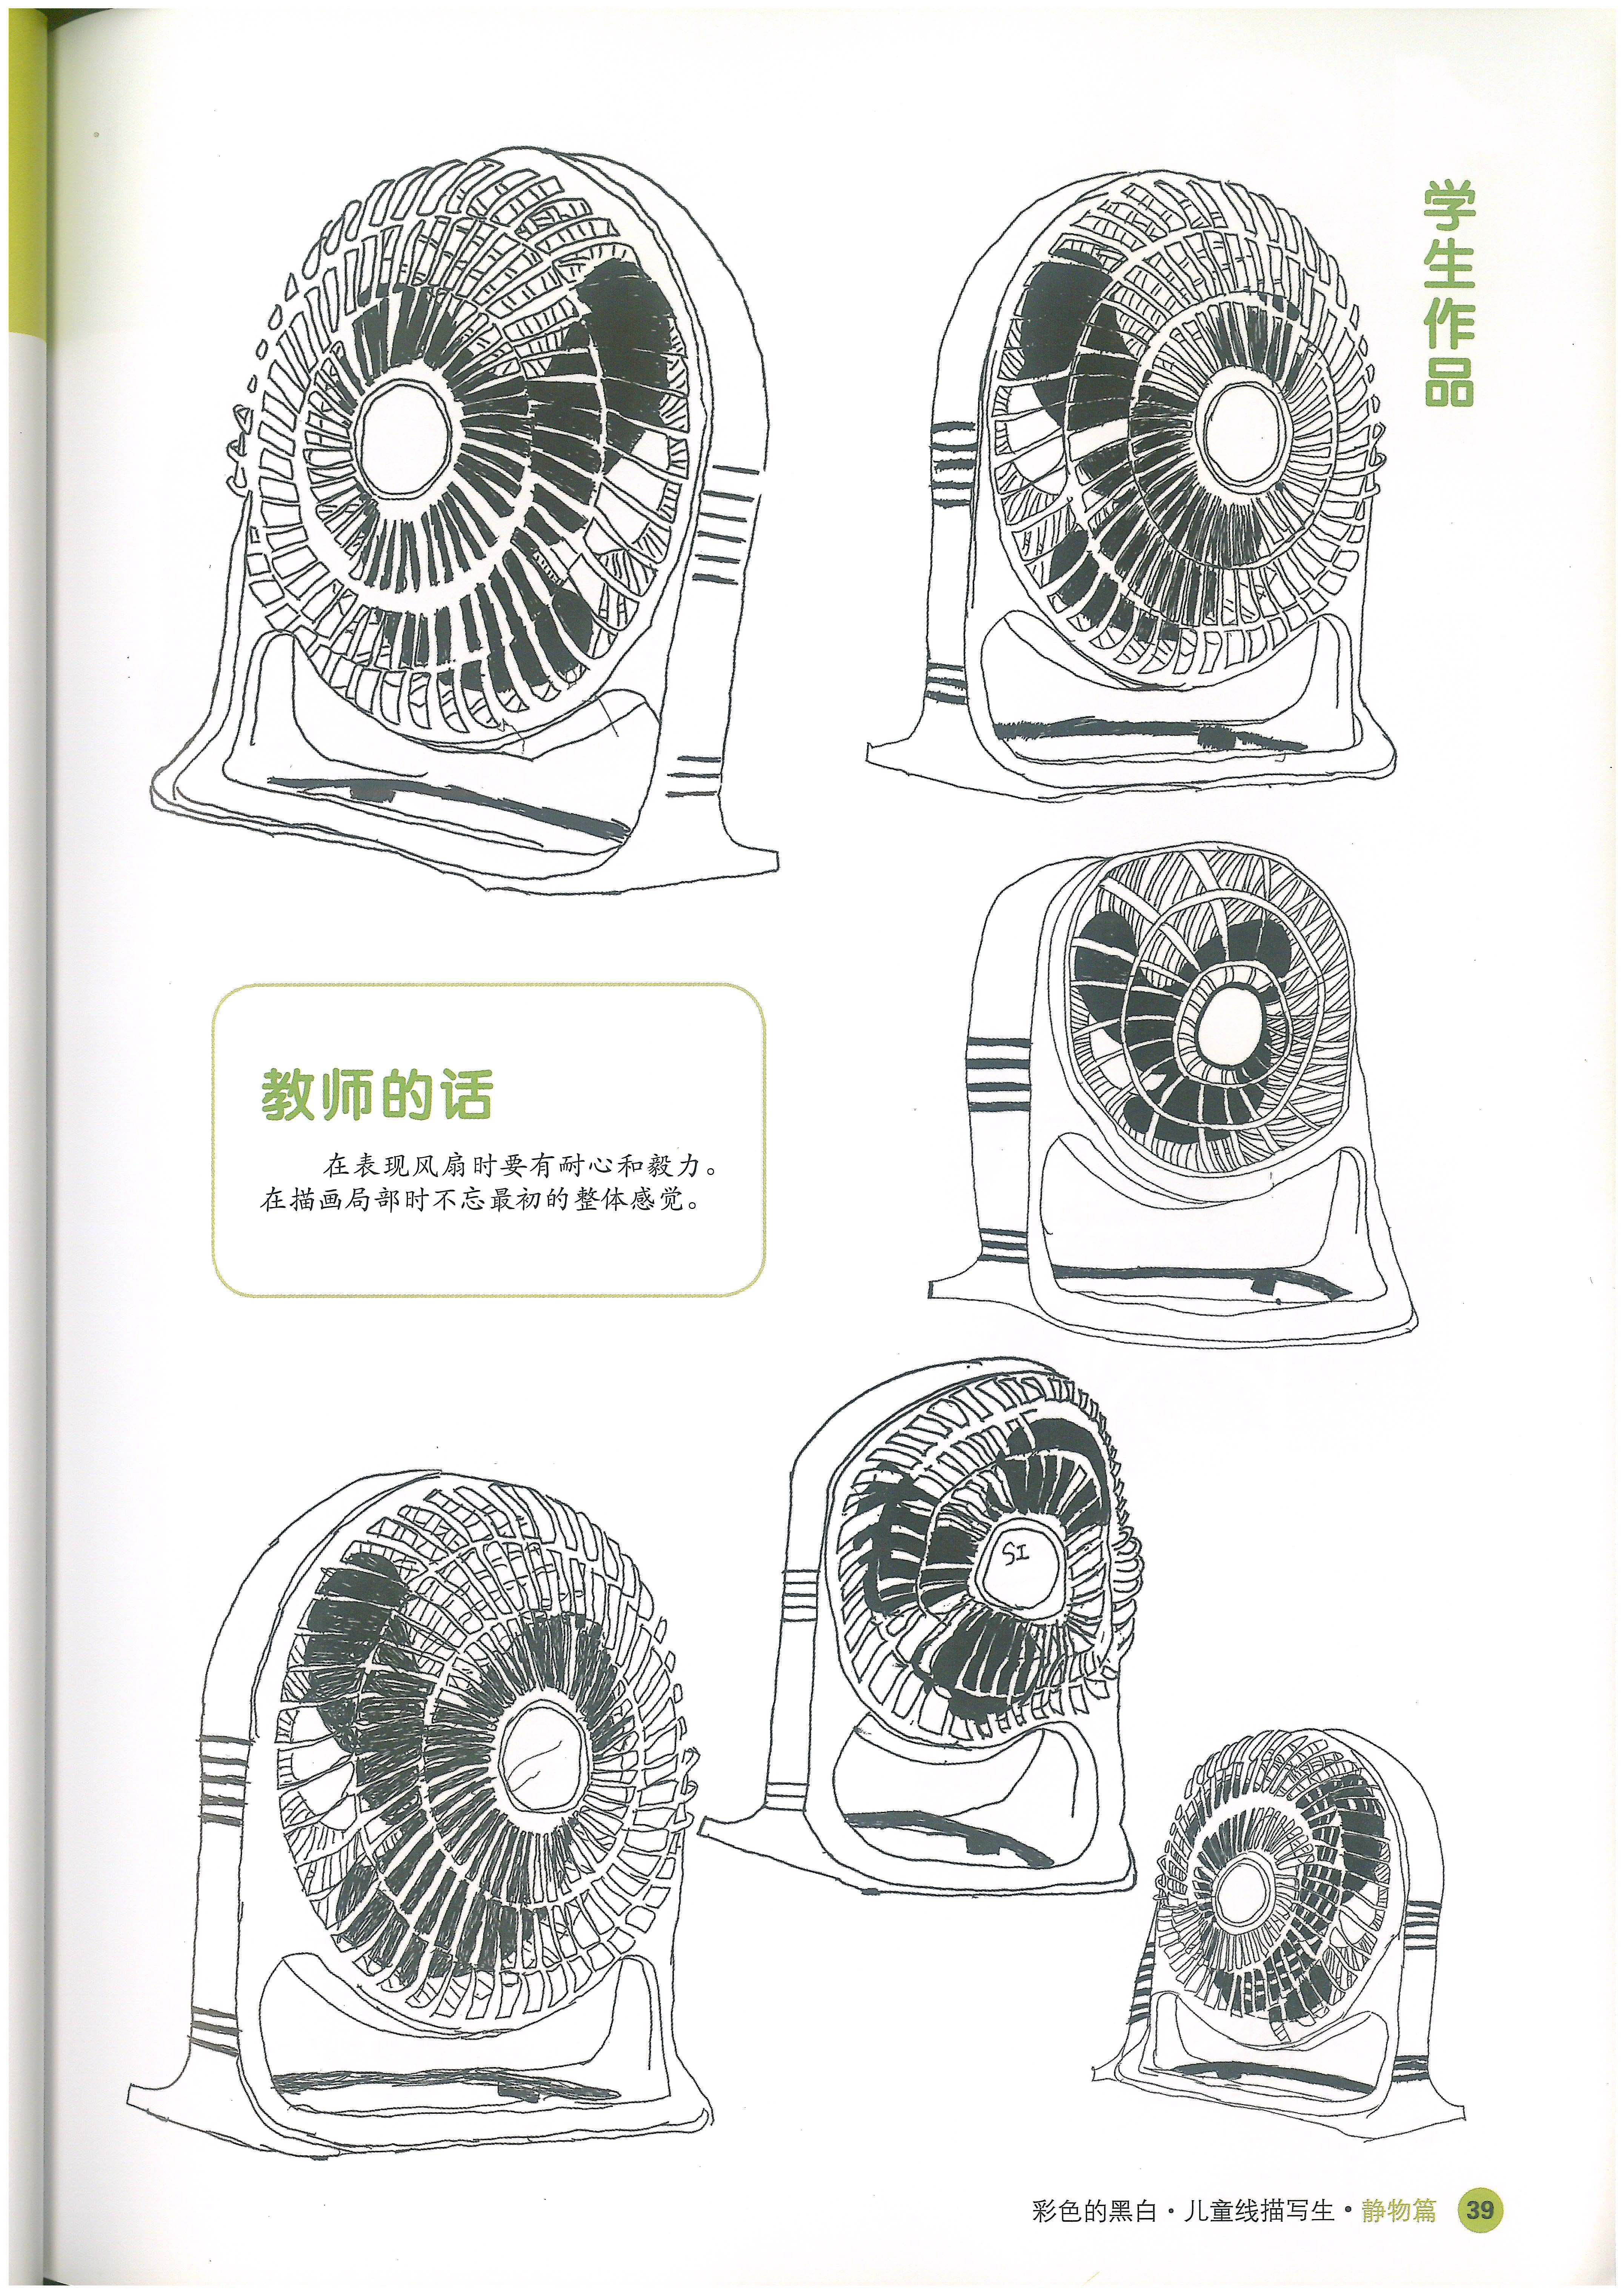 学生作品
教师的话
在表现风扇时要有耐心和毅力。
在描画局部时不忘最初的整体感觉。
SI
彩色的黑白·儿童线描写生·静物篇 39